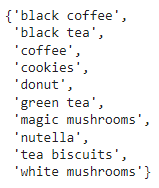 {'black coffee',
'black tea',
'coffee',
'cookies',
'donut',
'green tea',
'magic mushrooms',
'nutella',
'tea biscuits',
'white mushrooms'}